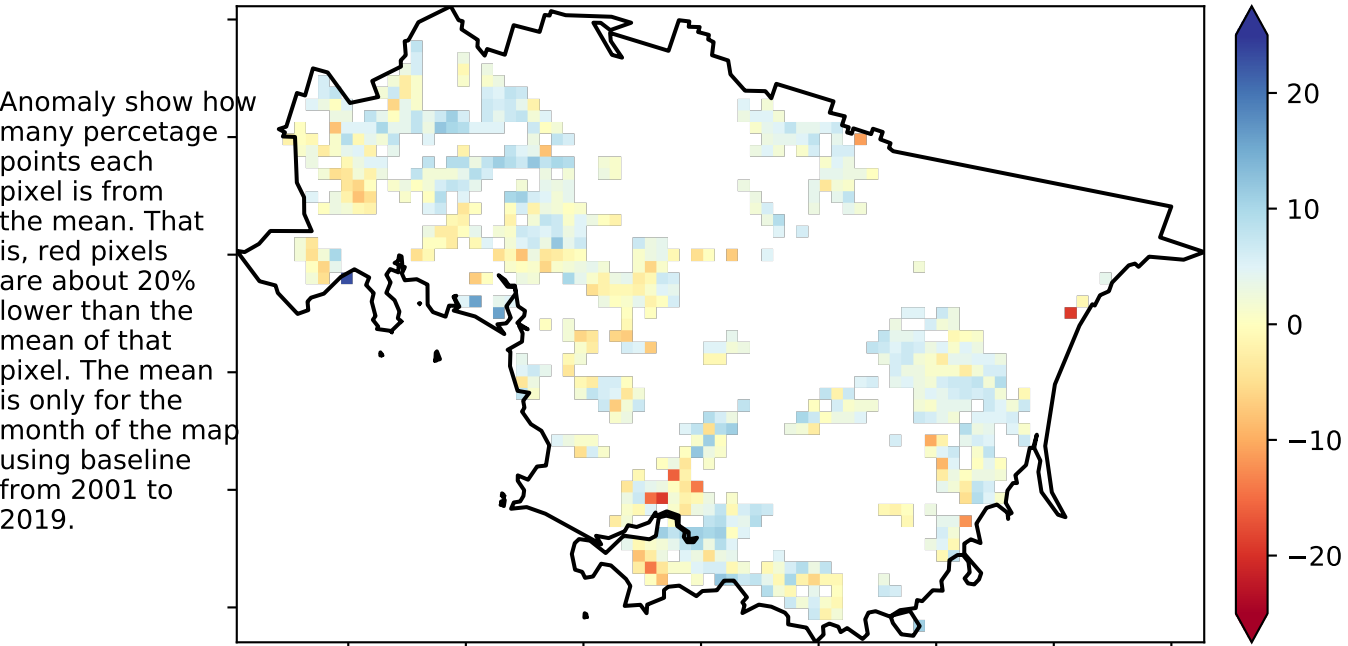 Anomaly show how
many percetage
points each
pixel is from
the mean. That
is, red pixels
are about 20%
lower than the
mean of that
pixel. The mean
is only for the
month of the map
using baseline
from 2001 to
2019.
20
10
0
−10
−20